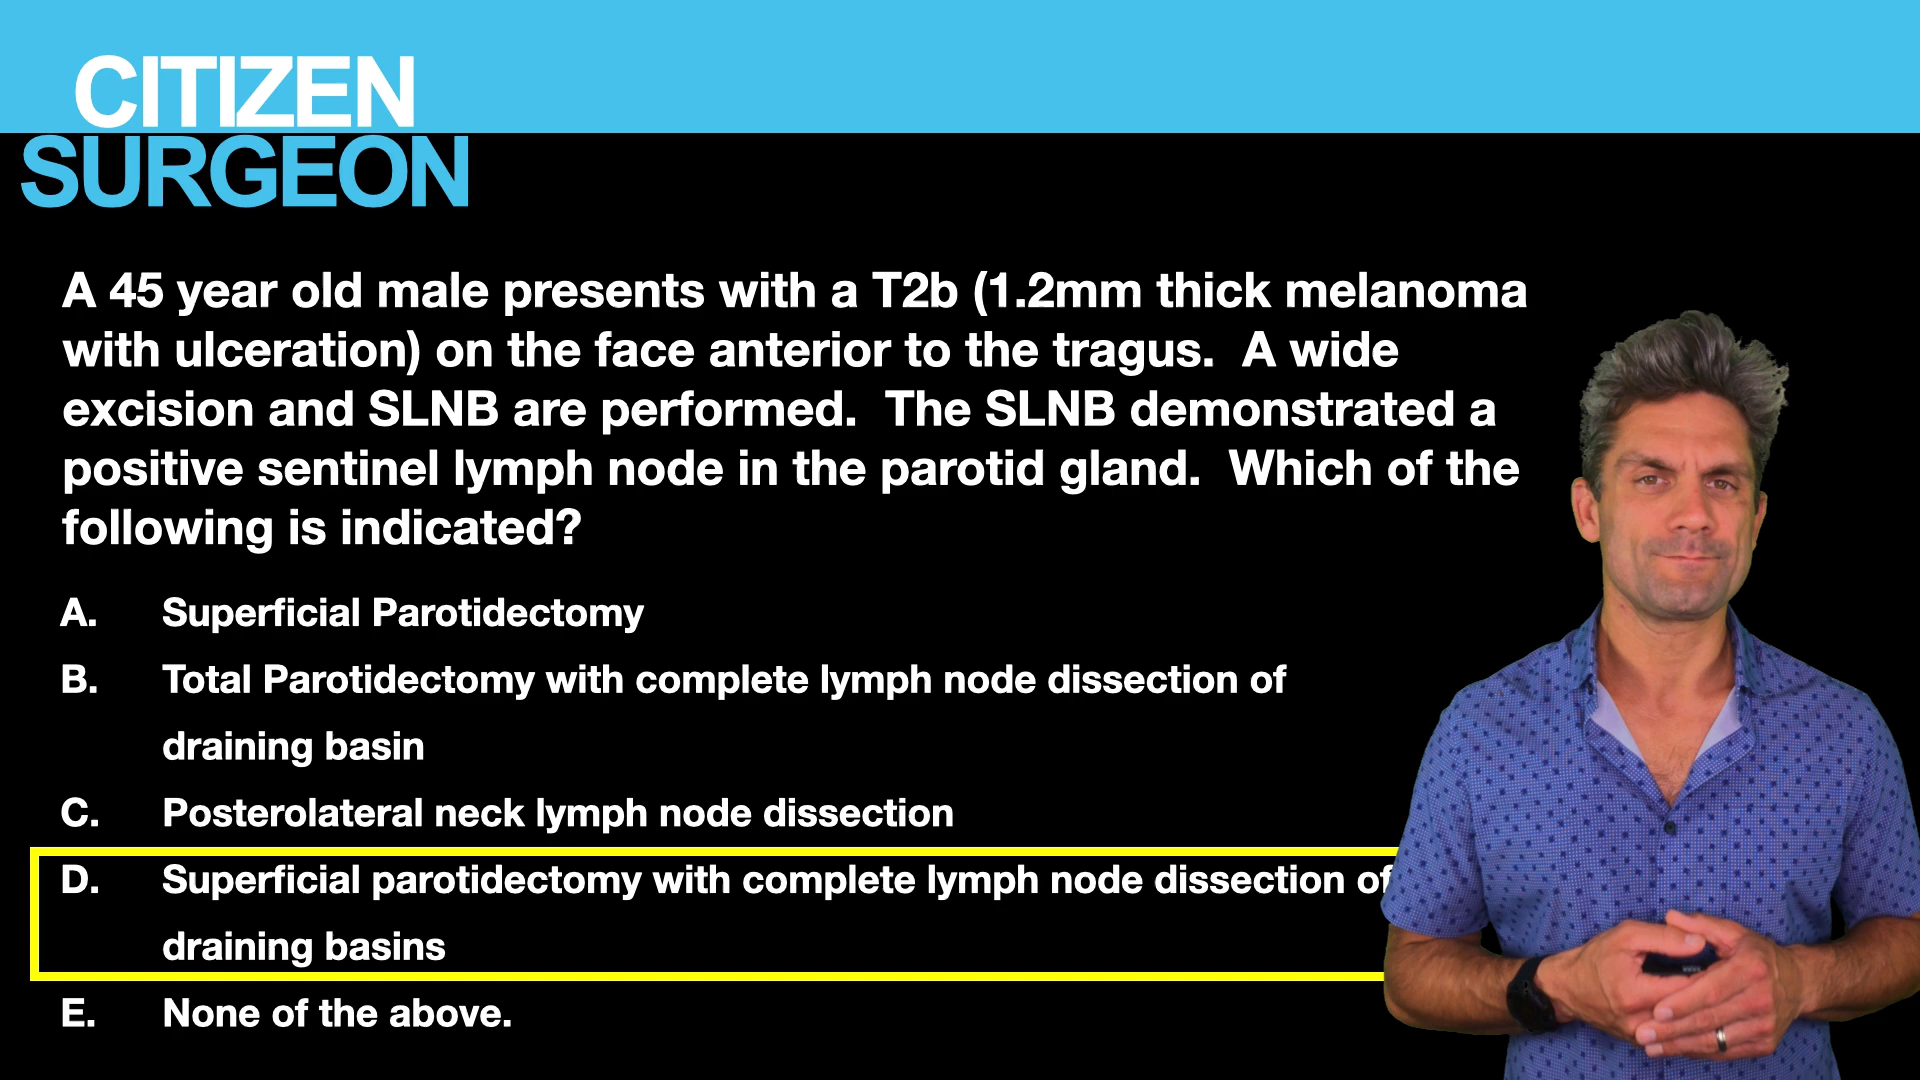 CITIZEN
SURGEON
A 45 year old male presents with a T2b (1.2mm thick melanoma
with ulceration) on the face anterior to the tragus.  A wide
excision and SLNB are performed.  The SLNB demonstrated a
positive sentinel lymph node in the parotid gland.  Which of the
following is indicated?
A. Superficial Parotidectomy
B. Total Parotidectomy with complete lymph node dissection of
draining basin
C. Posterolateral neck lymph node dissection
D. Superficial parotidectomy with complete lymph node dissection of
draining basins
E. None of the above.